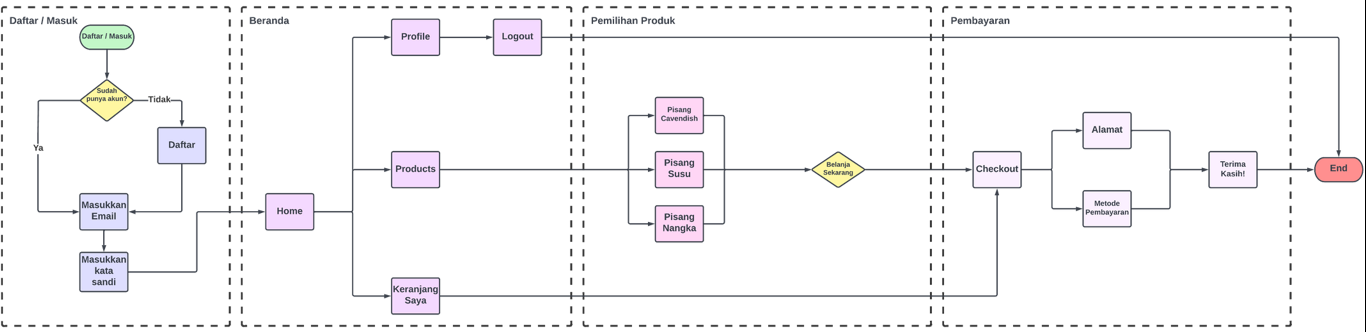 Daftar / Masuk
Daftar / Masuk
Sudah
punya akun?
Tidak
Ya
Daftar
Masukkan
Email
Masukkan
kata
sandi
Beranda
Home
Profile
Logout
Products
Keranjang
Saya
Pemilihan Produk
Pisang
Cavendish
Pisang
Susu
Pisang
Nangka
Belanja
Sekarang
Pembayaran
Checkout
Alamat
Metode
Pembayaran
Terima
Kasih!
End